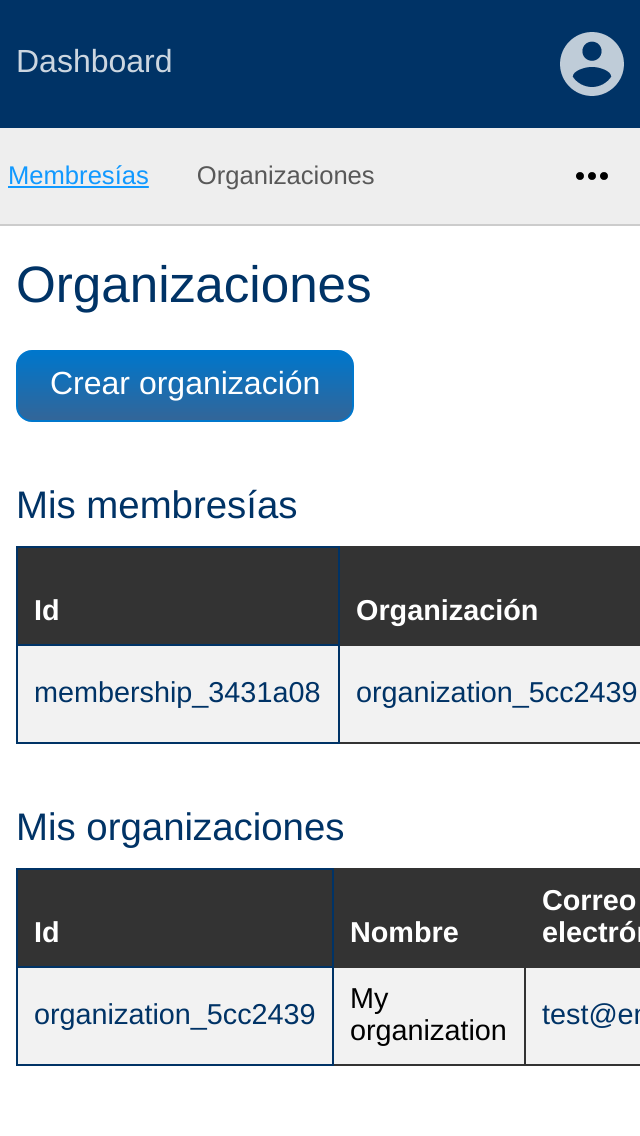 Dashboard
Membresías Organizaciones
Organizaciones
Crear organización
Mis membresías
Id Organización
membership_3431a08 organization_5cc2439
Mis organizaciones
Id Nombre Correo
organization_5cc2439 My organization